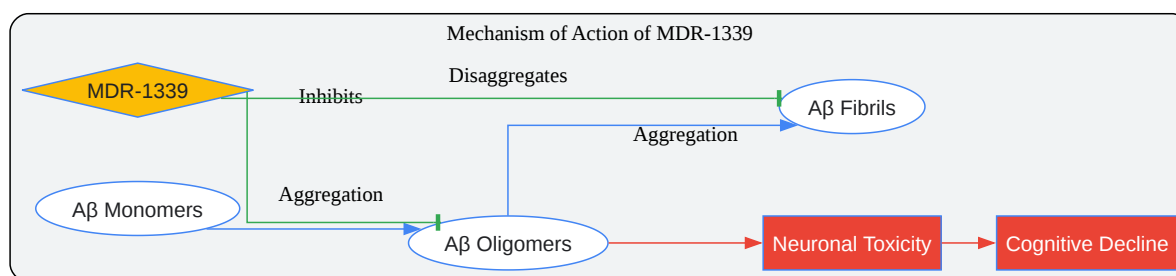 Mechanism of Action of MDR-1339
Disaggregates
MDR-1339
Inhibits
Aβ Fibrils
Aggregation
Aggregation
Aβ Monomers
Aβ Oligomers
Neuronal Toxicity
Cognitive Decline